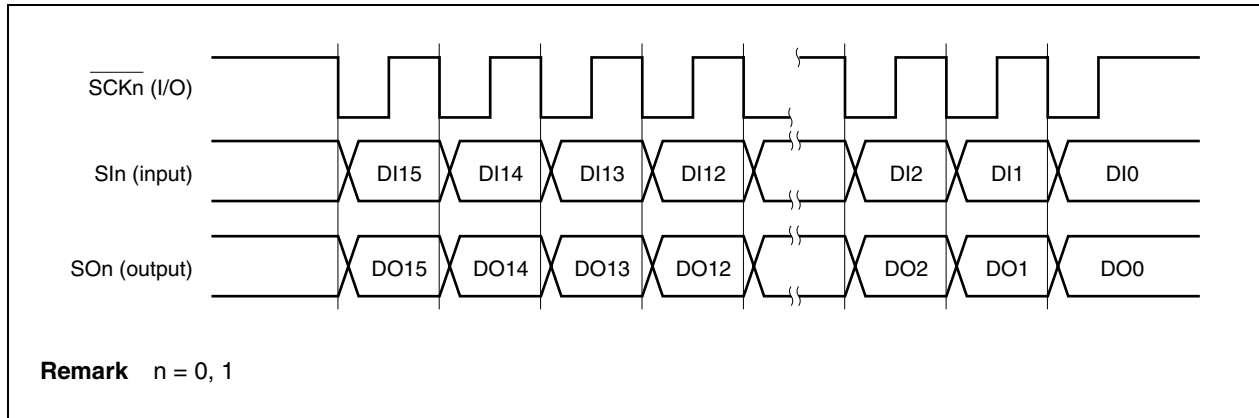 SCKn (I/O)
SIn (input) DI15 DI14 DI13 DI12 DI2 DI1 DI0
SOn (output) DO15 DO14 DO13 DO12 DO2 DO1 DO0
Remark n = 0, 1